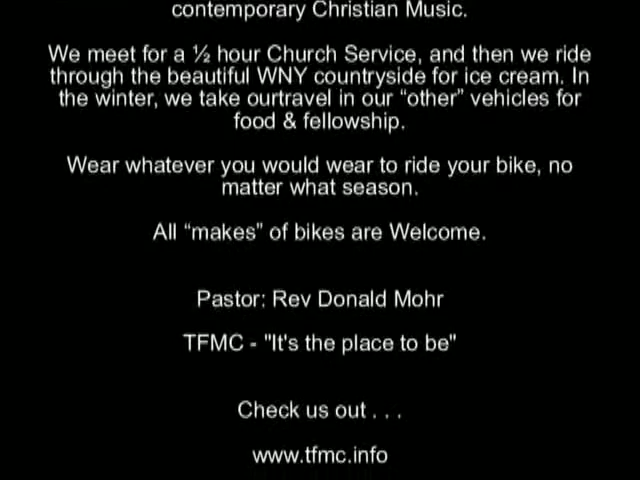 contemporary Christian Music.
We meet for a ½ hour Church Service, and then we ride
through the beautiful WNY countryside for ice cream. In
the winter, we take ourtravel in our “other” vehicles for
food & fellowship.
Wear whatever you would wear to ride your bike, no
matter what season.
All “makes” of bikes are Welcome.
Pastor: Rev Donald Mohr
TFMC - "It's the place to be"
Check us out . . .
www.tfmc.info